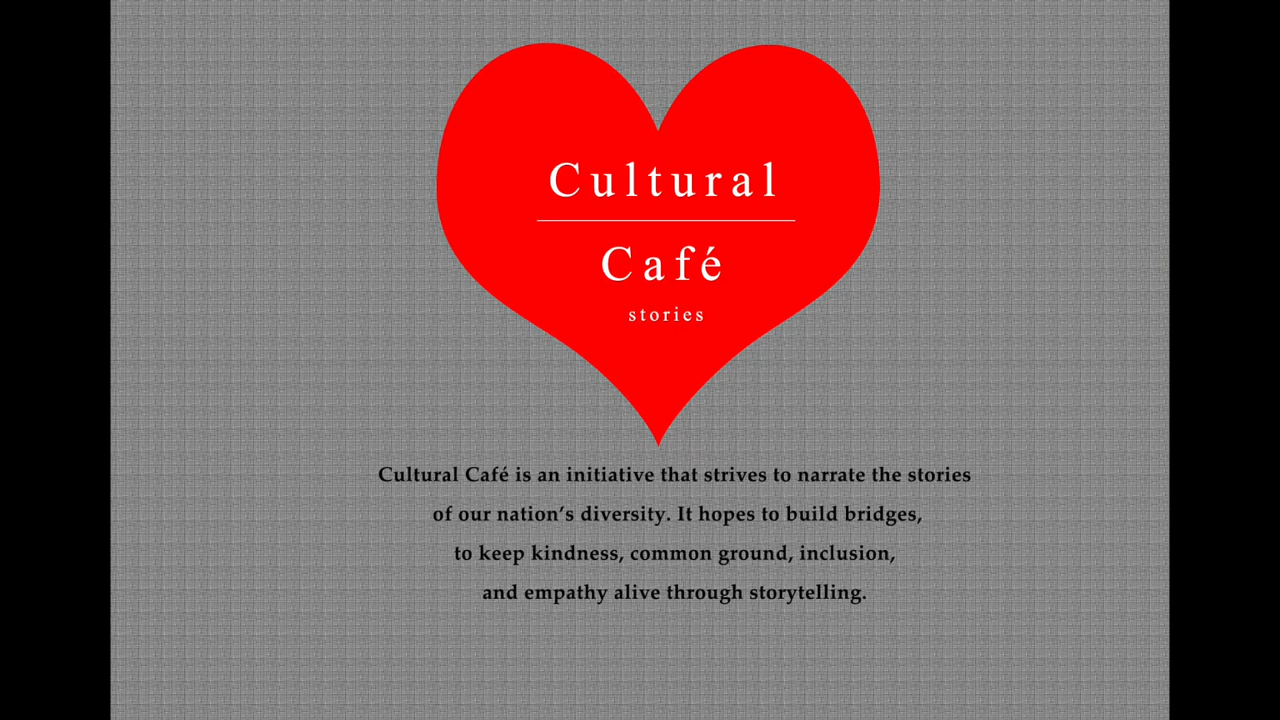 Cultural
Café
stories
Cultural Café is an initiative that strives to narrate the stories
of our nation’s diversity. It hopes to build bridges,
to keep kindness, common ground, inclusion,
and empathy alive through storytelling.